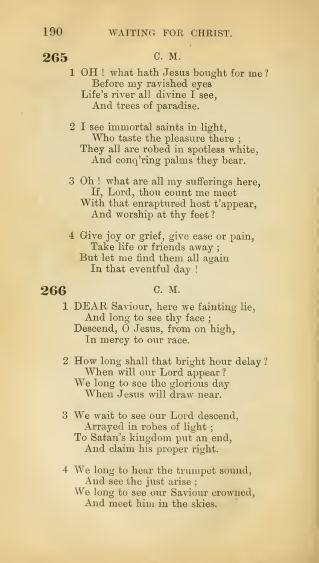 190 WAITING FOR CHRIST.
265 C. M.
1 OH ! what hath Jesus bought for me ?
Before my ravished eyes
Life's river all divine I see,
And trees of paradise.
2 I see immortal saints in light,
Who taste the pleasure there ;
They all are robed in spotless white,
And conq'ring palms they bear.
3 Oh ! what are all my sufferings here,
If, Lord, thou count me meet
With that enraptured host t'appear,
And worship at thy feet ?
4 Give joy or grief, give ease or pain,
Take life or friends away ;
But let me find them all again
In that eventful day !
266 C. M.
1 DEAR Saviour, here we fainting lie,
And long to see thy face ;
Descend, O Jesus, from on high,
In mercy to our race.
2 How long shall that bright hour delay ?
When will our Lord appear ?
We long to see the glorious day
When Jesus will draw near.
3 We wait to see our Lord descend,
Arrayed in robes of light ;
To Satan's kingdom put an end,
And claim his proper right.
4 We long to hear the trumpet sound,
And see the just arise ;
We long to see our Saviour crowned,
And meet him in the skies.